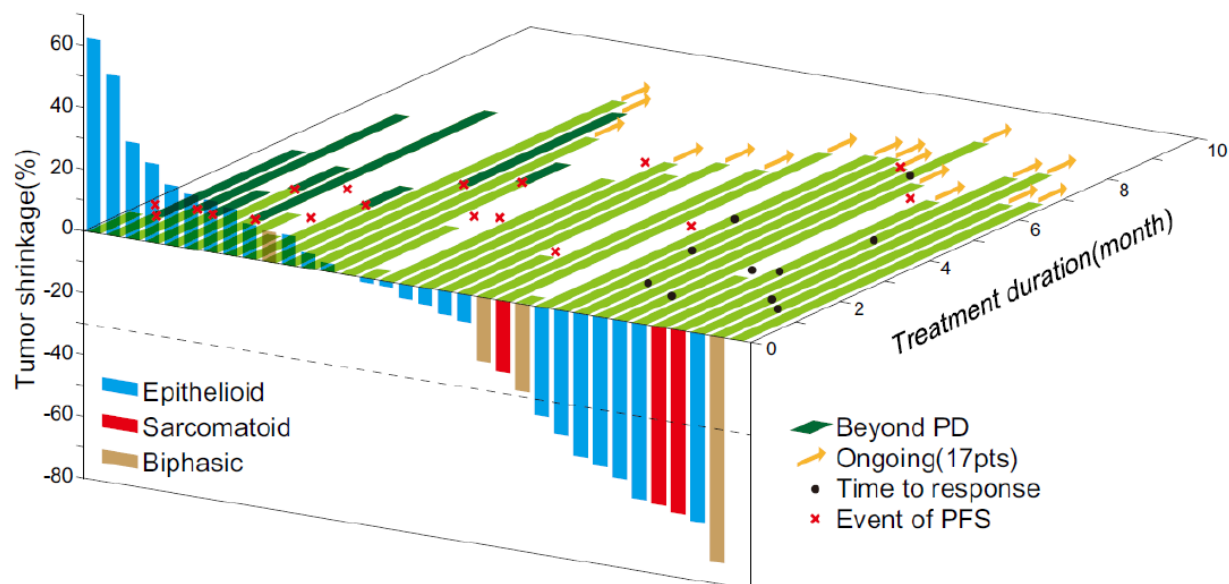 Tumor shrinkage(%)
60
40
20
0
-20
-40
-60
-80
Epithelioid
Sarcomatoid
Biphasic
0
2
4
6
8
10
Treatment duration(month)
Beyond PD
Ongoing(17pts)
Time to response
Event of PFS